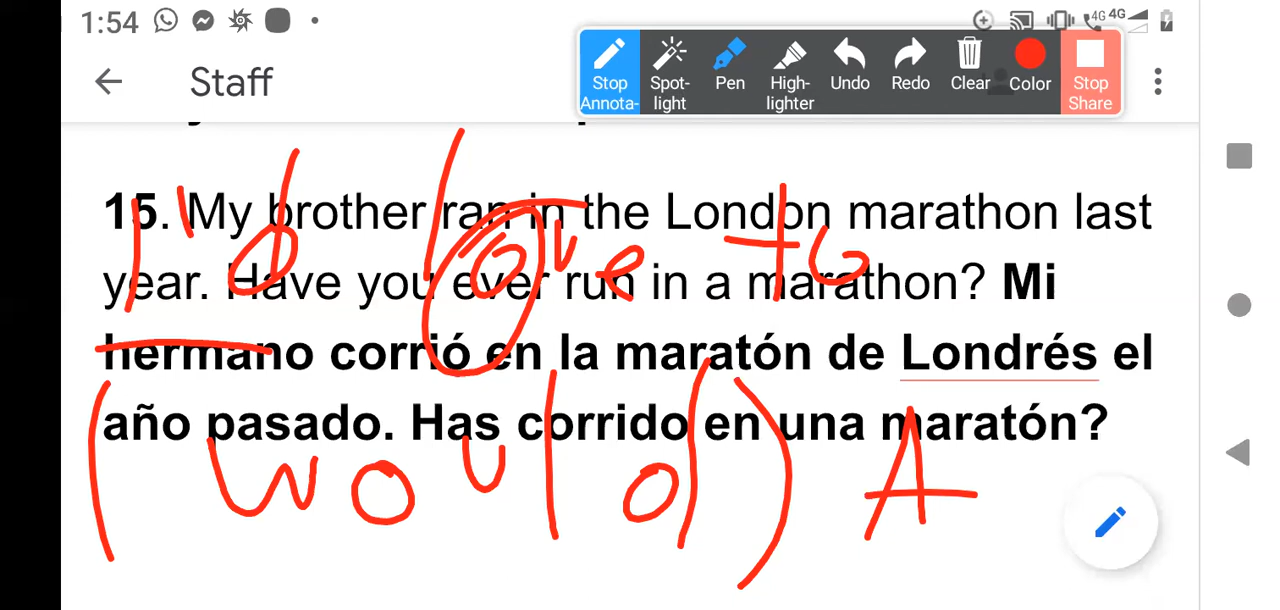 1:54 4G 4G
Staff
Stop Annota- Spot-light Pen High-lighter Undo Redo Clear Color Stop Share
15. My brother ran in the London marathon last
year. Have you ever run in a marathon? Mi
hermano corrió en la maratón de Londrés el
año pasado. Has corrido en una maratón?
I'd love to
(would) A